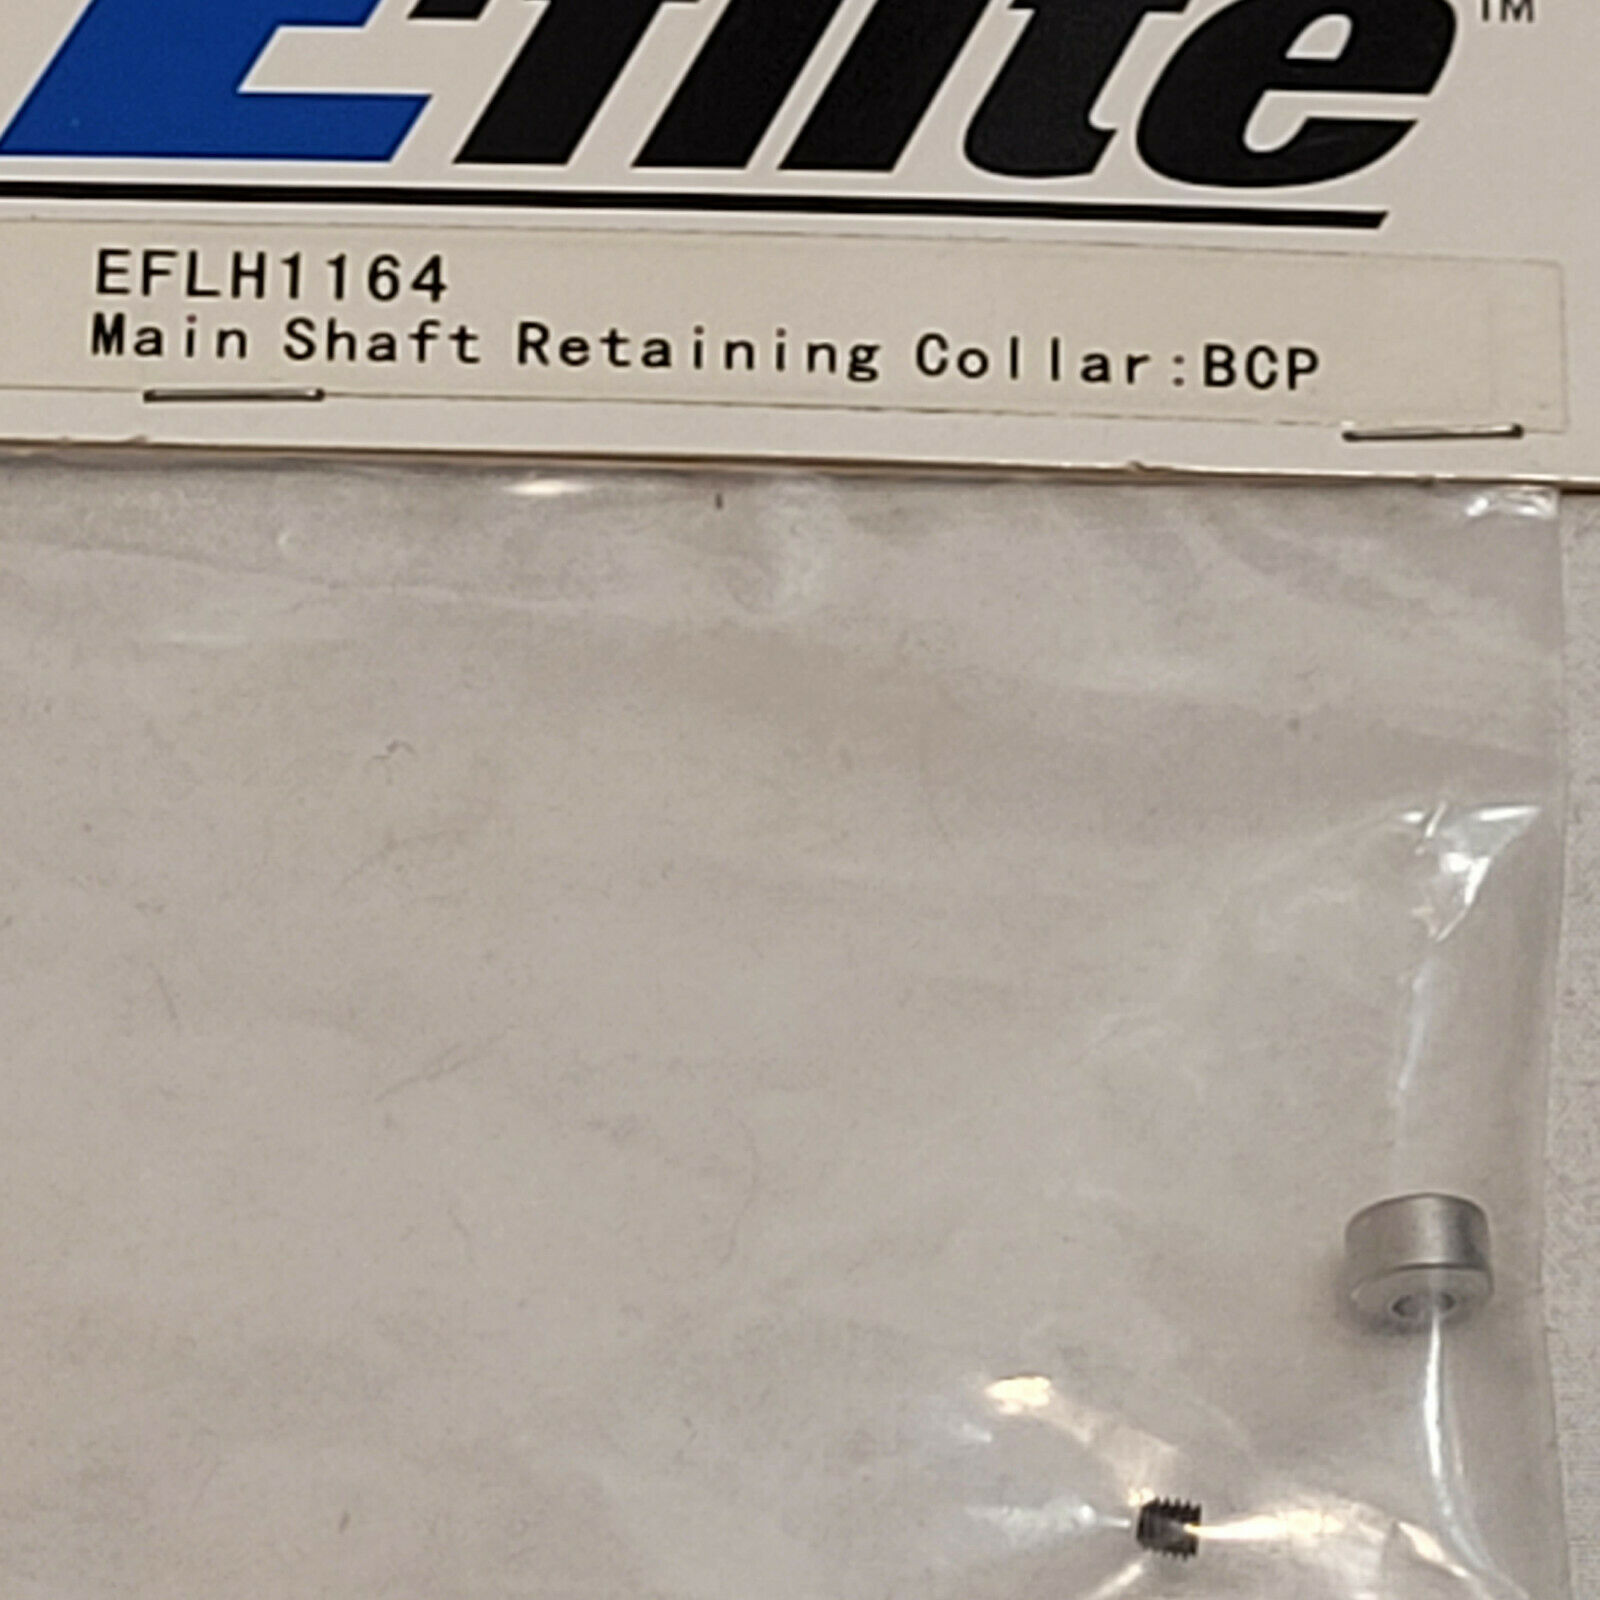 E-flite™
EFLH1164
Main Shaft Retaining Collar:BCP